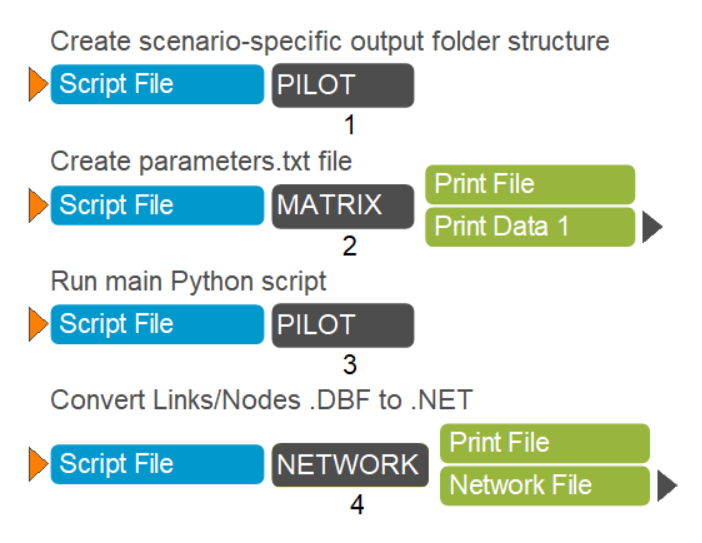 Create scenario-specific output folder structure
Script File PILOT
1
Create parameters.txt file
Print File
Script File MATRIX
Print Data 1
2
Run main Python script
Script File PILOT
3
Convert Links/Nodes .DBF to .NET
Print File
Script File NETWORK
Network File
4